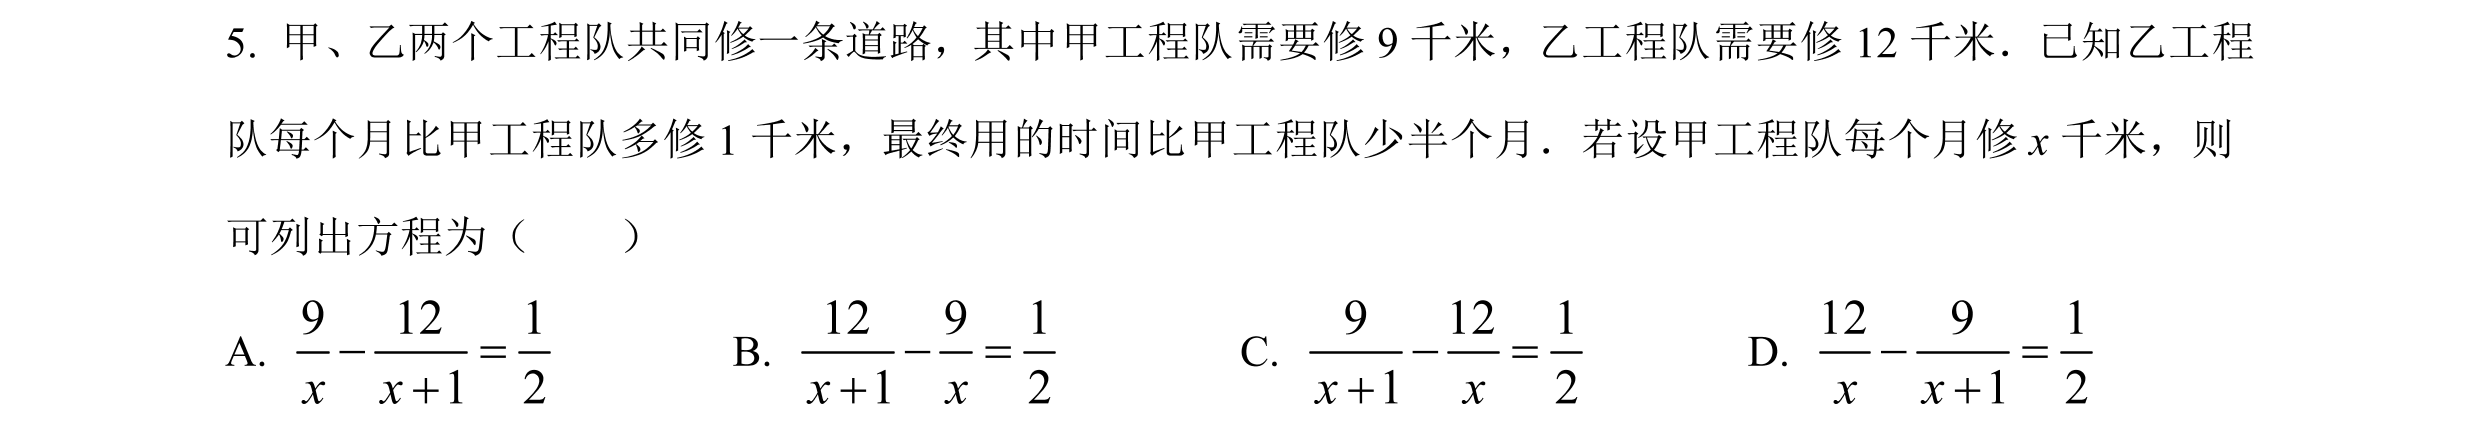 5. 甲、乙两个工程队共同修一条道路，其中甲工程队需要修 9 千米，乙工程队需要修 12 千米．已知乙工程
队每个月比甲工程队多修 1 千米，最终用的时间比甲工程队少半个月．若设甲工程队每个月修 x 千米，则
可列出方程为（　　）
A. \frac{9}{x}-\frac{12}{x+1}=\frac{1}{2} B. \frac{12}{x+1}-\frac{9}{x}=\frac{1}{2} C. \frac{9}{x+1}-\frac{12}{x}=\frac{1}{2} D. \frac{12}{x}-\frac{9}{x+1}=\frac{1}{2}